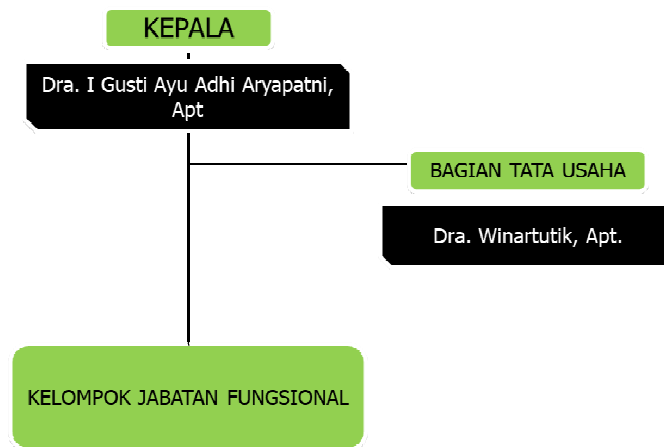 KEPALA
Dra. I Gusti Ayu Adhi Aryapatni,
Apt
BAGIAN TATA USAHA
Dra. Winartutik, Apt.
KELOMPOK JABATAN FUNGSIONAL